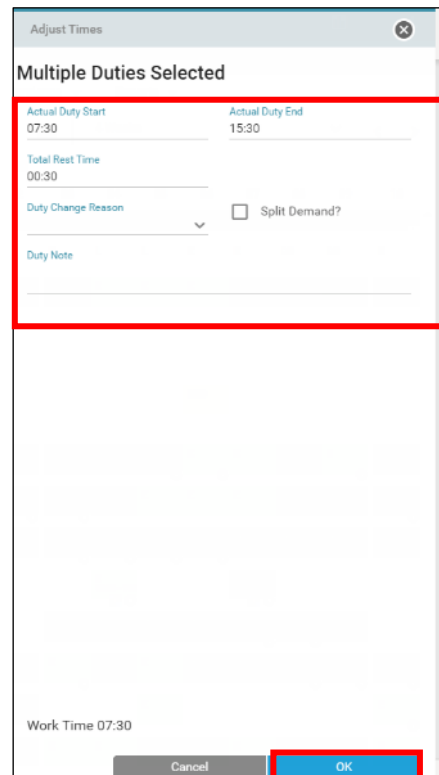 Adjust Times
Multiple Duties Selected
Actual Duty Start Actual Duty End
07:30 15:30
Total Rest Time
00:30
Duty Change Reason
Split Demand?
Duty Note
Work Time 07:30
Cancel OK